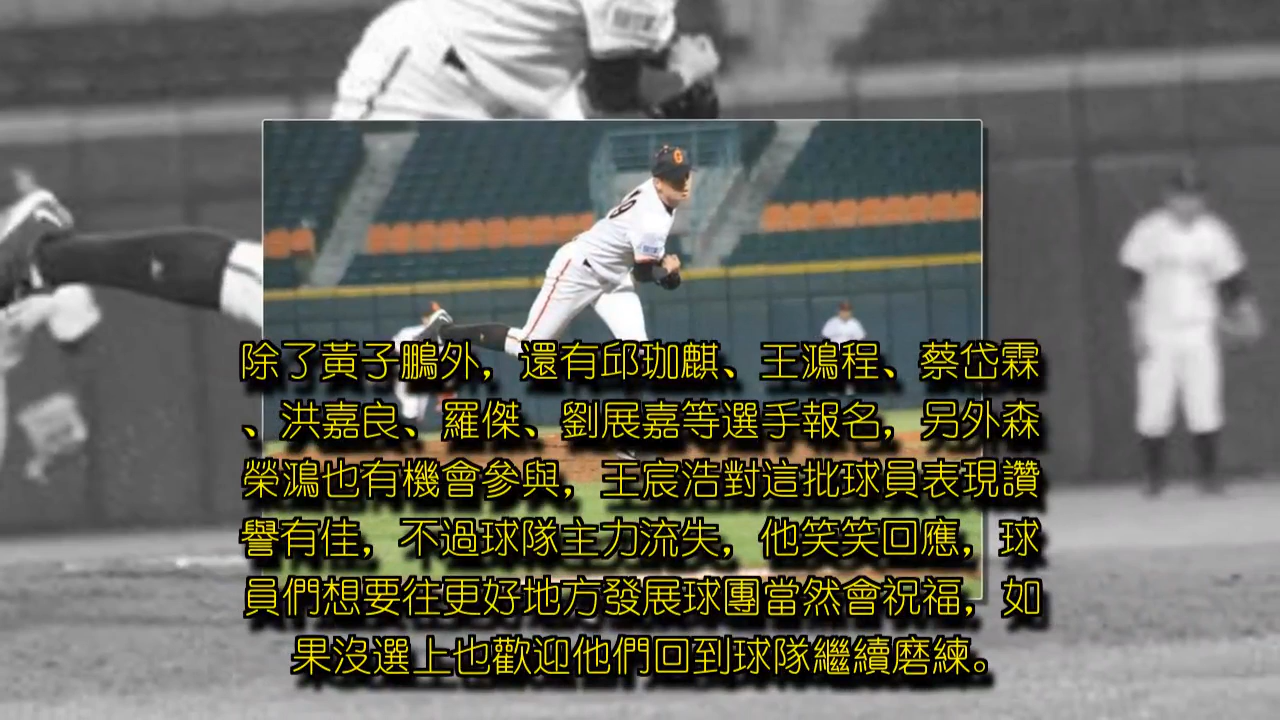 除了黃子鵬外，還有邱珈麒、王鴻程、蔡岱霖
、洪嘉良、羅傑、劉展嘉等選手報名，另外森
榮鴻也有機會參與，王宸浩對這批球員表現讚
譽有佳，不過球隊主力流失，他笑笑回應，球
員們想要往更好地方發展球團當然會祝福，如
果沒選上也歡迎他們回到球隊繼續磨練。